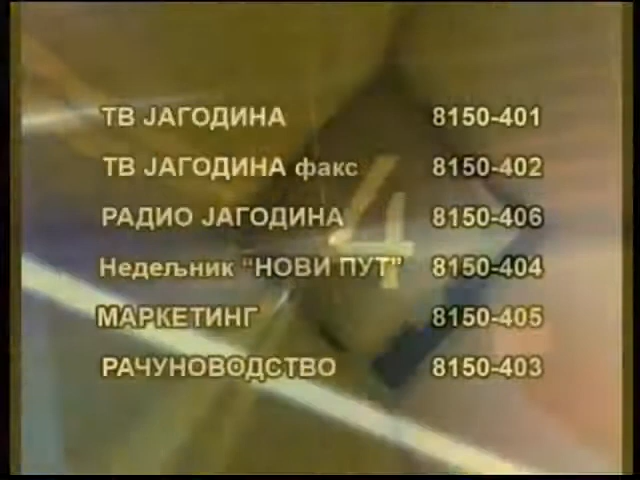 ТВ ЈАГОДИНА 8150-401
ТВ ЈАГОДИНА факс 8150-402
РАДИО ЈАГОДИНА 8150-406
Недељник "НОВИ ПУТ" 8150-404
МАРКЕТИНГ 8150-405
РАЧУНОВОДСТВО 8150-403
4